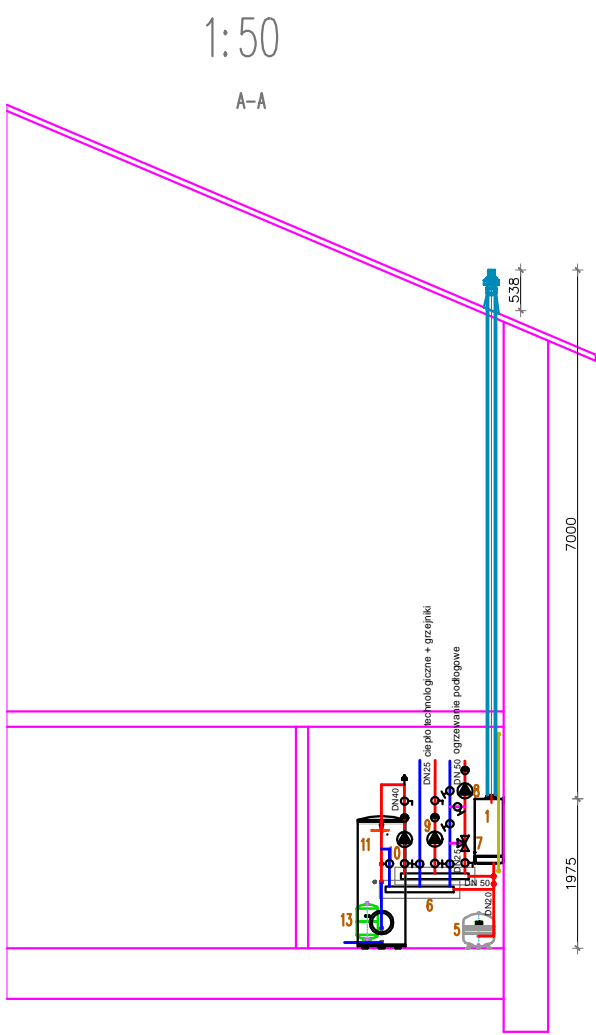 1:50
A-A
538
7000
DN25 ciepło technologiczne + grzejniki
DN 50 ogrzewanie podłogowe
DN40
8
1
9
11
10
7
DN25
1975
DN 50
6
13
DN20
5